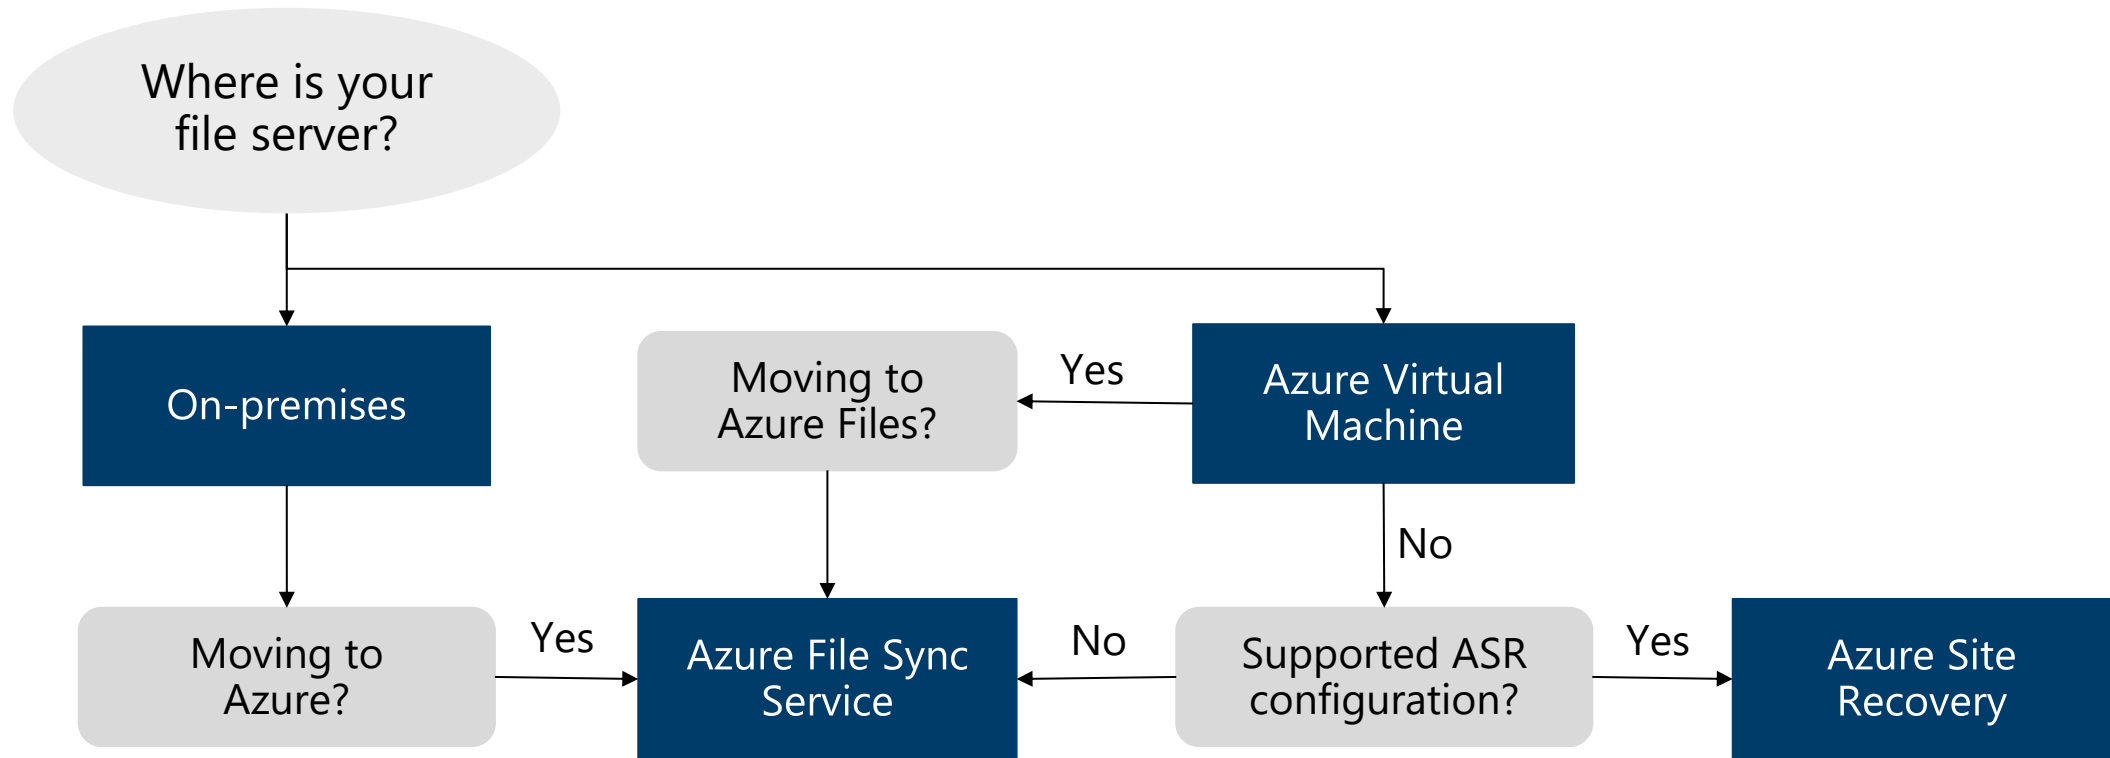 Where is your
file server?
On-premises
Moving to
Azure Files?
Yes
Azure Virtual
Machine
No
Moving to
Azure?
Yes
Azure File Sync
Service
No
Supported ASR
configuration?
Yes
Azure Site
Recovery